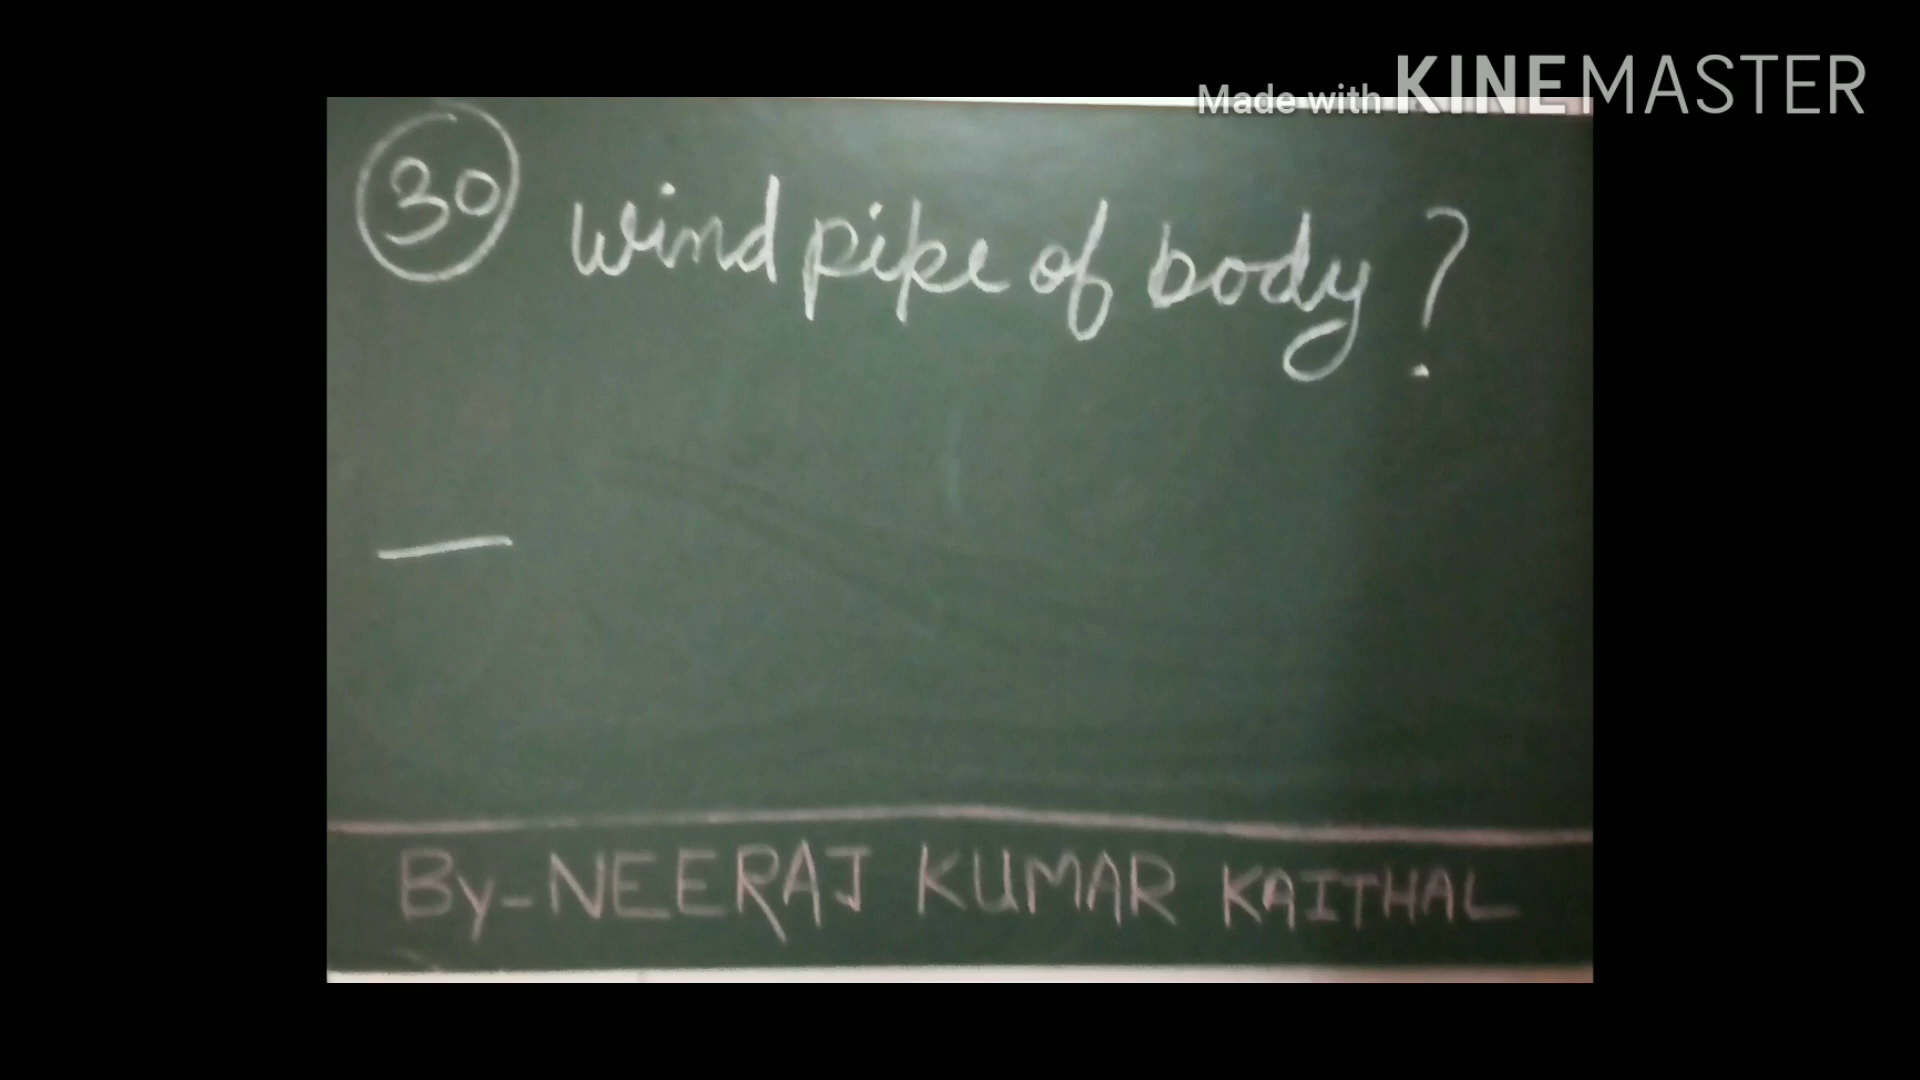 Made with KINEMASTER
30 wind pipe of body ?
—
By-NEERAJ KUMAR KAITHAL